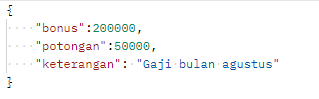 {
"bonus":200000,
"potongan":50000,
"keterangan": "Gaji bulan agustus"
}